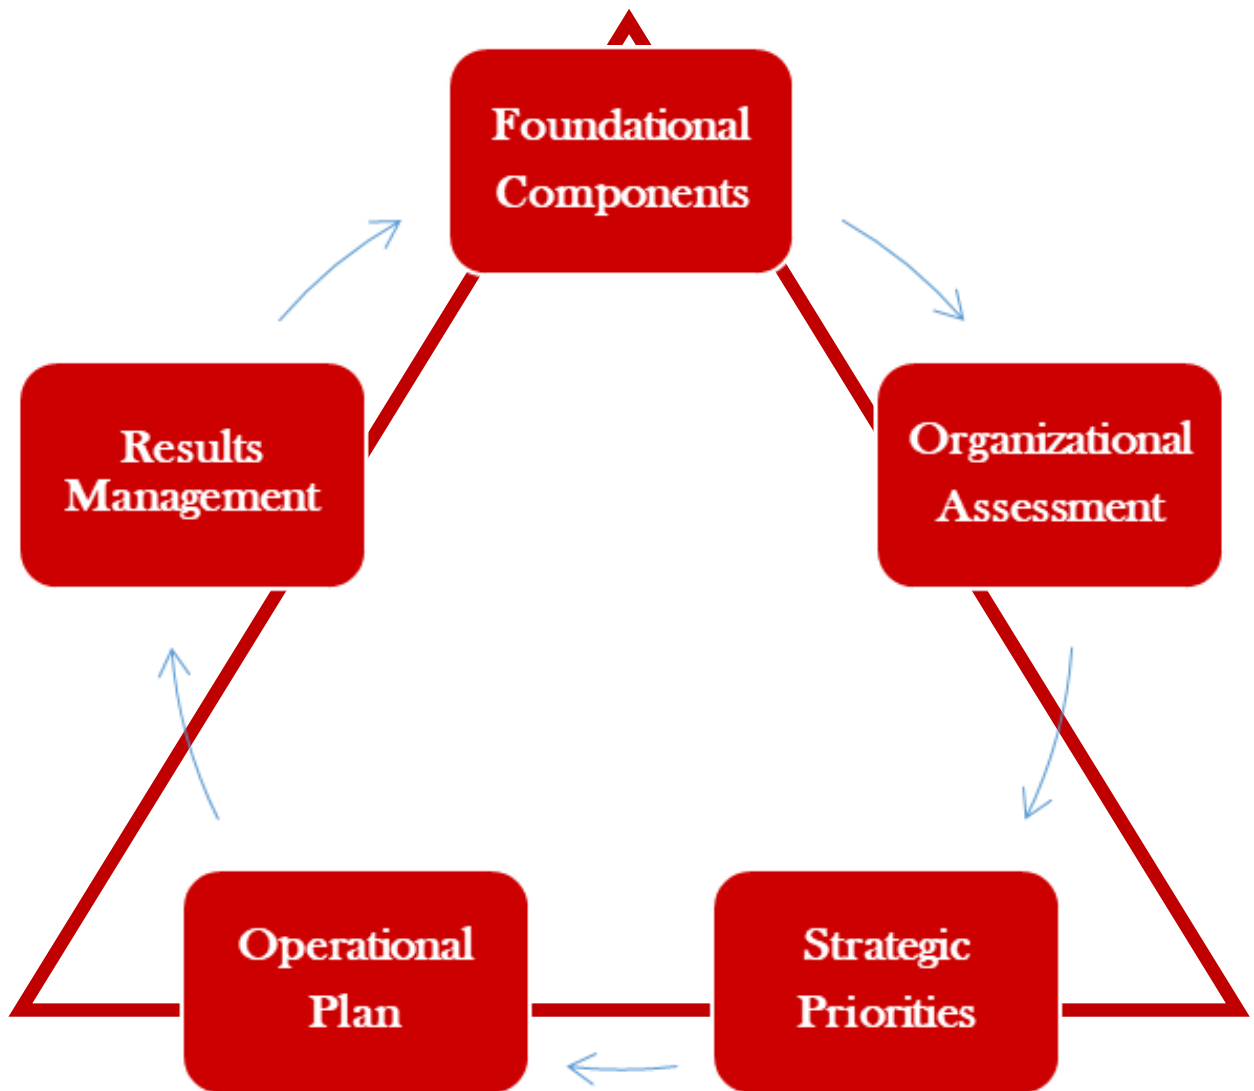 Foundational
Components
Organizational
Assessment
Strategic
Priorities
Operational
Plan
Results
Management